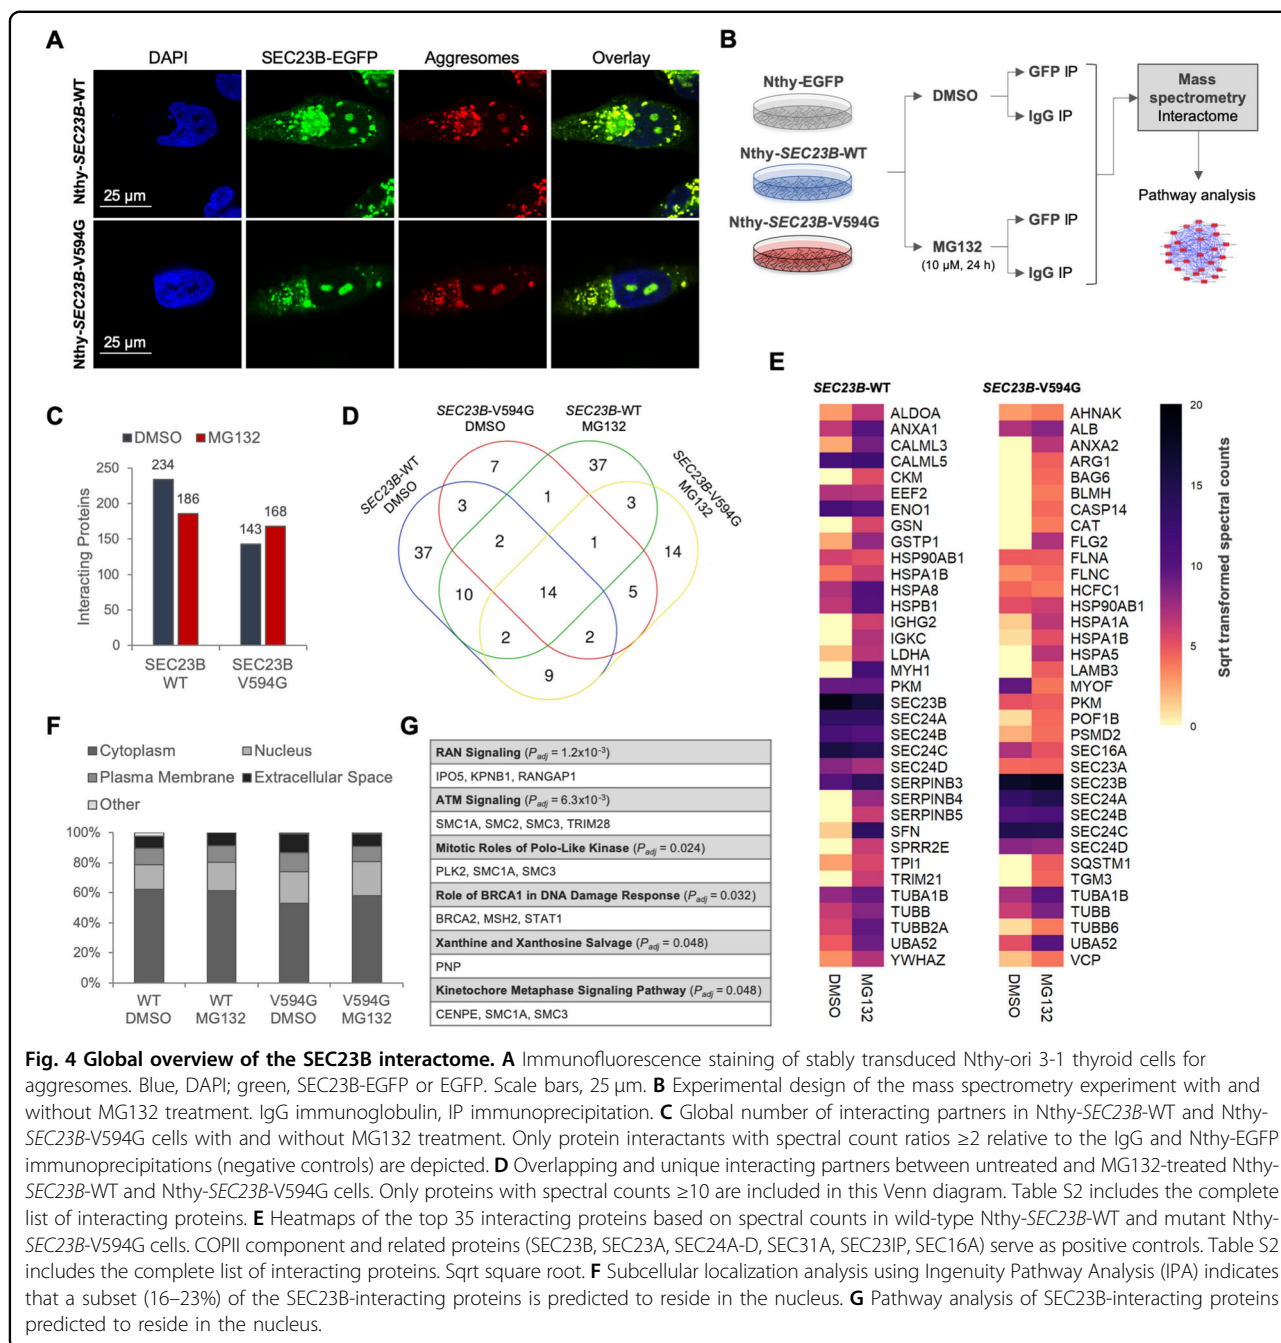 A
DAPI
SEC23B-EGFP
Aggresomes
Overlay
Nthy-SEC23B-WT
25 µm
Nthy-SEC23B-V594G
25 µm
B
Nthy-EGFP
Nthy-SEC23B-WT
Nthy-SEC23B-V594G
DMSO
MG132
(10 µM, 24 h)
GFP IP
IgG IP
GFP IP
IgG IP
Mass
spectrometry
Interactome
Pathway analysis
C
DMSO
MG132
Interacting Proteins
250
200
150
100
50
0
234
186
143
168
SEC23B
WT
SEC23B
V594G
D
SEC23B-V594G
DMSO
SEC23B-WT
MG132
SEC23B-WT
DMSO
SEC23B-V594G
MG132
7
37
3
1
3
37
2
1
14
10
14
5
2
2
9
E
SEC23B-WT
ALDOA
ANXA1
CALML3
CALML5
CKM
EEF2
ENO1
GSN
GSTP1
HSP90AB1
HSPA1B
HSPA8
HSPB1
IGHG2
IGKC
LDHA
MYH1
PKM
SEC23B
SEC24A
SEC24B
SEC24C
SEC24D
SERPINB3
SERPINB4
SERPINB5
SFN
SPRR2E
TPI1
TRIM21
TUBA1B
TUBB
TUBB2A
UBA52
YWHAZ
DMSO
MG132
SEC23B-V594G
AHNAK
ALB
ANXA2
ARG1
BAG6
BLMH
CASP14
CAT
FLG2
FLNA
FLNC
HCFC1
HSP90AB1
HSPA1A
HSPA1B
HSPA5
LAMB3
MYOF
PKM
POF1B
PSMD2
SEC16A
SEC23A
SEC23B
SEC24A
SEC24B
SEC24C
SEC24D
SQSTM1
TGM3
TUBA1B
TUBB
TUBB6
UBA52
VCP
DMSO
MG132
20
15
10
5
0
Sqrt transformed spectral counts
F
Cytoplasm
Nucleus
Plasma Membrane
Extracellular Space
Other
100%
80%
60%
40%
20%
0%
WT
DMSO
WT
MG132
V594G
DMSO
V594G
MG132
G
RAN Signaling (Padj = 1.2x10-3)
IPO5, KPNB1, RANGAP1
ATM Signaling (Padj = 6.3x10-3)
SMC1A, SMC2, SMC3, TRIM28
Mitotic Roles of Polo-Like Kinase (Padj = 0.024)
PLK2, SMC1A, SMC3
Role of BRCA1 in DNA Damage Response (Padj = 0.032)
BRCA2, MSH2, STAT1
Xanthine and Xanthosine Salvage (Padj = 0.048)
PNP
Kinetochore Metaphase Signaling Pathway (Padj = 0.048)
CENPE, SMC1A, SMC3
Fig. 4 Global overview of the SEC23B interactome. A Immunofluorescence staining of stably transduced Nthy-ori 3-1 thyroid cells for
aggresomes. Blue, DAPI; green, SEC23B-EGFP or EGFP. Scale bars, 25 µm. B Experimental design of the mass spectrometry experiment with and
without MG132 treatment. IgG immunoglobulin, IP immunoprecipitation. C Global number of interacting partners in Nthy-SEC23B-WT and Nthy-
SEC23B-V594G cells with and without MG132 treatment. Only protein interactants with spectral count ratios ≥2 relative to the IgG and Nthy-EGFP
immunoprecipitations (negative controls) are depicted. D Overlapping and unique interacting partners between untreated and MG132-treated Nthy-
SEC23B-WT and Nthy-SEC23B-V594G cells. Only proteins with spectral counts ≥10 are included in this Venn diagram. Table S2 includes the complete
list of interacting proteins. E Heatmaps of the top 35 interacting proteins based on spectral counts in wild-type Nthy-SEC23B-WT and mutant Nthy-
SEC23B-V594G cells. COPII component and related proteins (SEC23B, SEC23A, SEC24A-D, SEC31A, SEC23IP, SEC16A) serve as positive controls. Table S2
includes the complete list of interacting proteins. Sqrt square root. F Subcellular localization analysis using Ingenuity Pathway Analysis (IPA) indicates
that a subset (16–23%) of the SEC23B-interacting proteins is predicted to reside in the nucleus. G Pathway analysis of SEC23B-interacting proteins
predicted to reside in the nucleus.